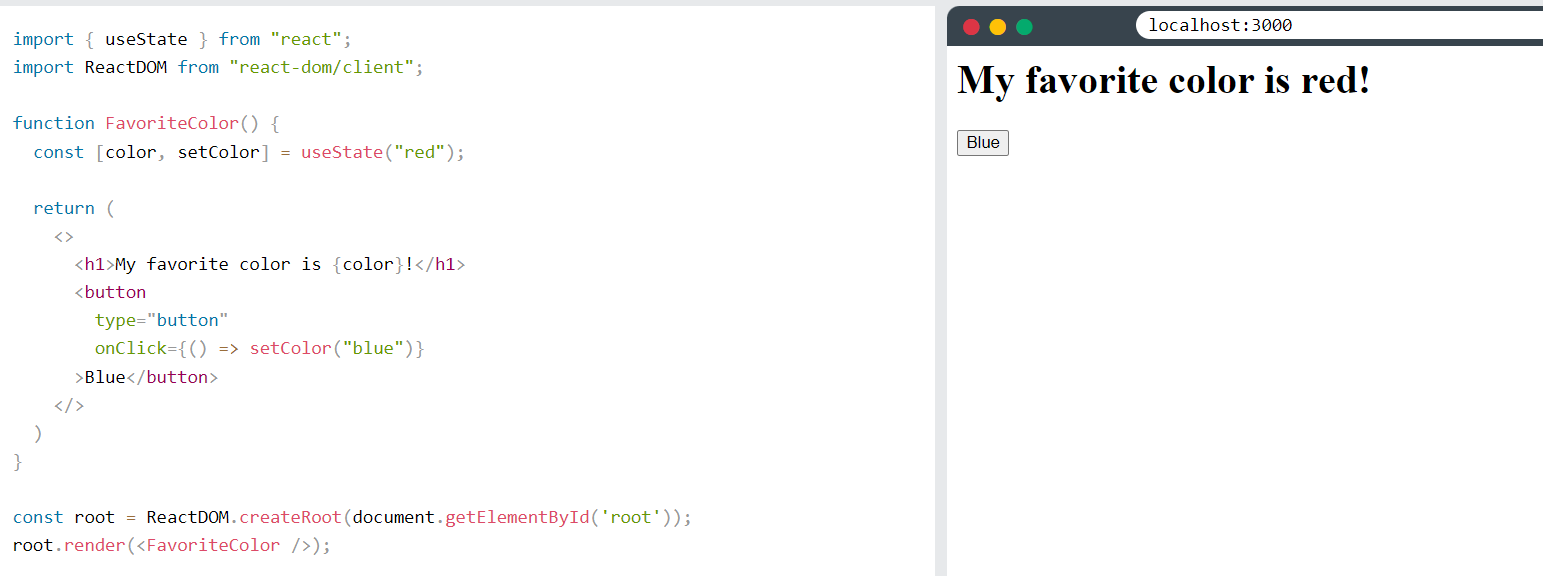 import { useState } from "react";
import ReactDOM from "react-dom/client";
function FavoriteColor() {
const [color, setColor] = useState("red");
return (
<>
<h1>My favorite color is {color}!</h1>
<button
type="button"
onClick={() => setColor("blue")}
>Blue</button>
</>
)
}
const root = ReactDOM.createRoot(document.getElementById('root'));
root.render(<FavoriteColor />);
localhost:3000
My favorite color is red!
Blue